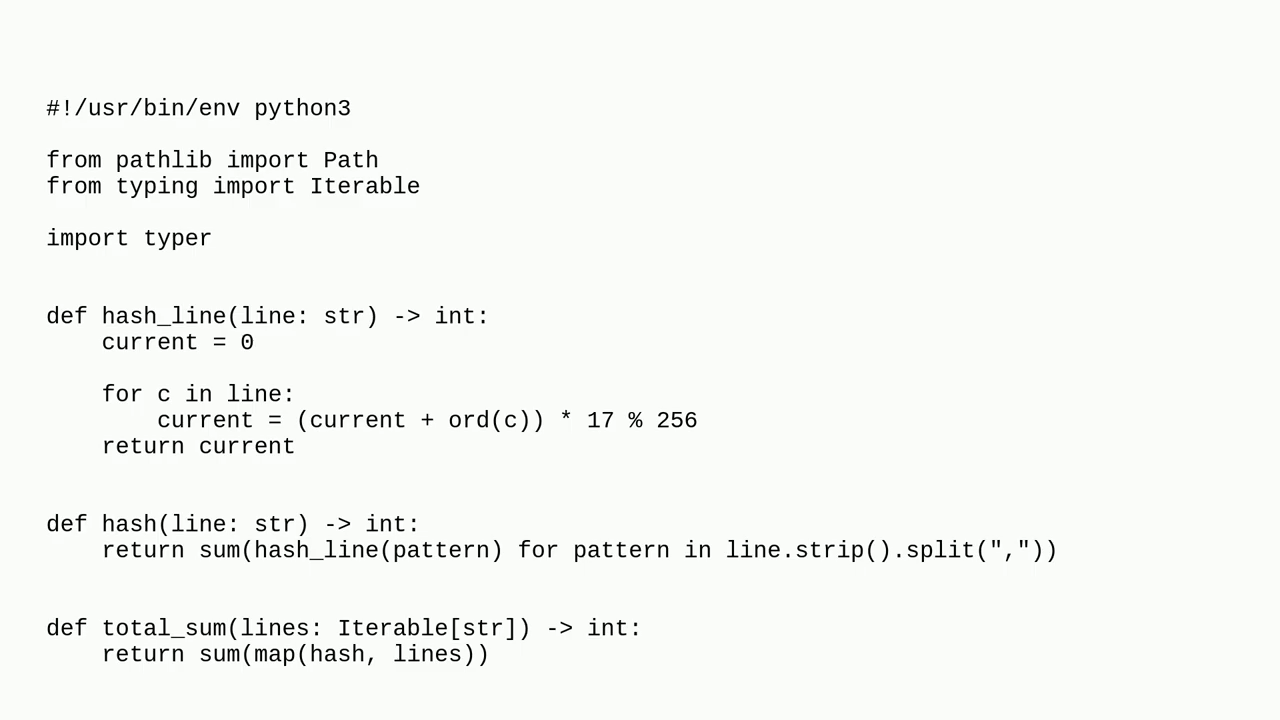 #!/usr/bin/env python3

from pathlib import Path
from typing import Iterable

import typer


def hash_line(line: str) -> int:
    current = 0

    for c in line:
        current = (current + ord(c)) * 17 % 256
    return current


def hash(line: str) -> int:
    return sum(hash_line(pattern) for pattern in line.strip().split(","))


def total_sum(lines: Iterable[str]) -> int:
    return sum(map(hash, lines))